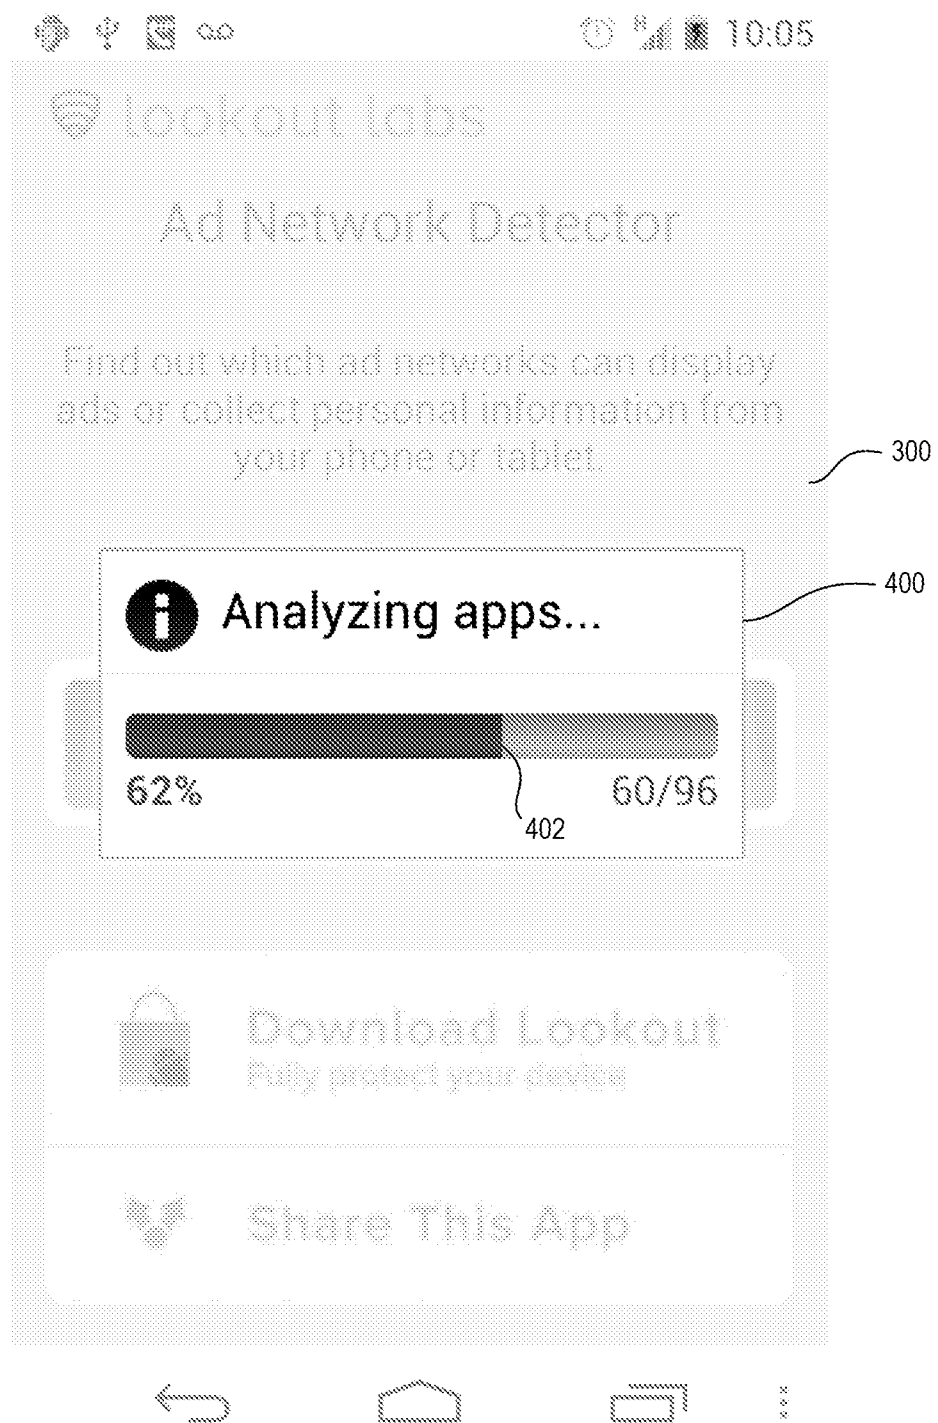 H 10:05
lookout labs
Ad Network Detector
Find out which ad networks can display
ads or collect personal information from
your phone or tablet.
300
Analyzing apps...
400
62% 60/96
402
Download Lookout
Fully protect your device
Share This App